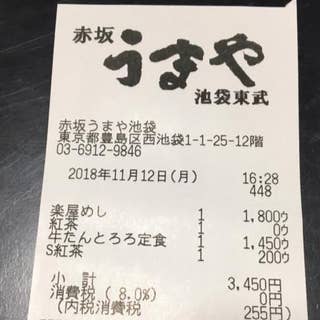 赤坂
うまや
池袋東武
赤坂うまや池袋
東京都豊島区西池袋1-1-25-12階
03-6912-9846
2018年11月12日(月) 16:28
448
楽屋めし 1 1,800ウ
紅茶 1 0ウ
牛たんとろろ定食 1 1,450ウ
S紅茶 1 200ウ
小 計 3,450円
消費税 ( 8.0%) 0円
(内税消費税 255円)